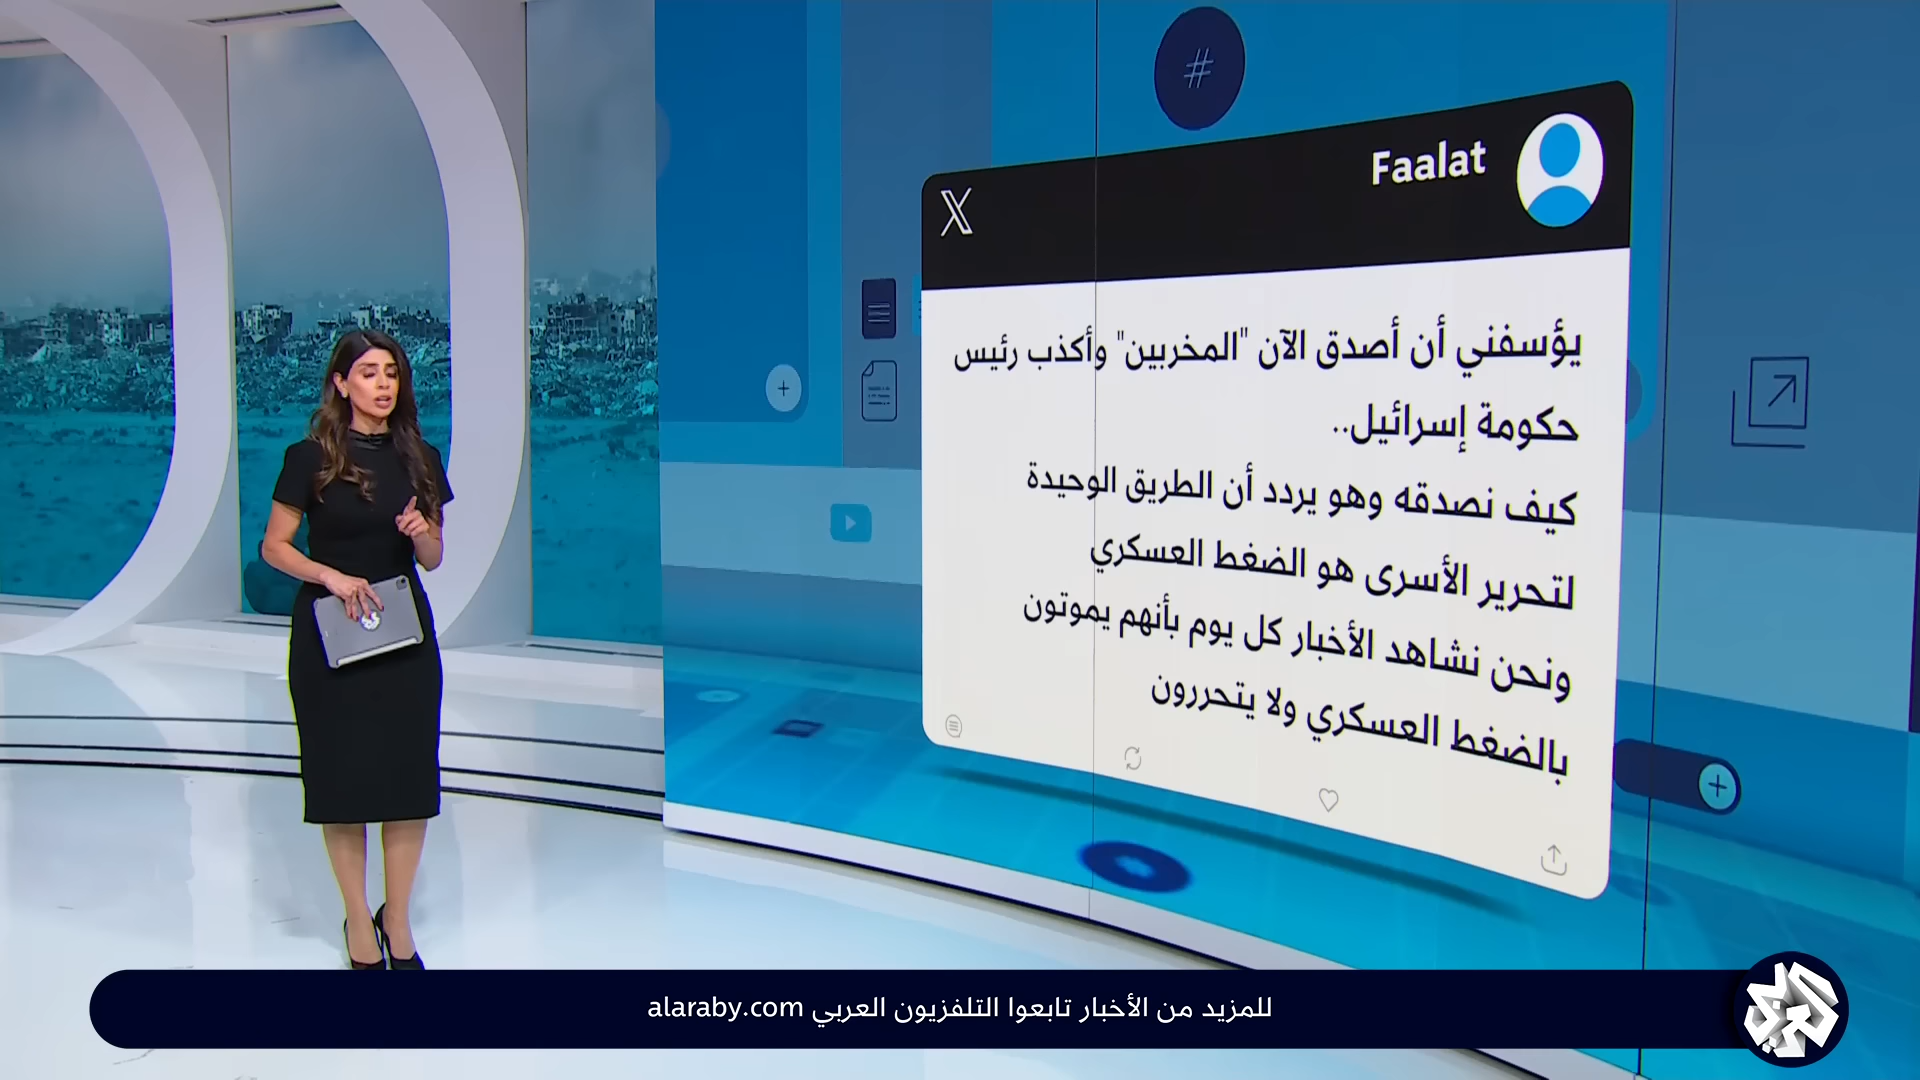 #
Faalat
X
يؤسفني أن أصدق الآن "المخربين" وأكذب رئيس
حكومة إسرائيل..
كيف نصدقه وهو يردد أن الطريق الوحيدة
لتحرير الأسرى هو الضغط العسكري
ونحن نشاهد الأخبار كل يوم بأنهم يموتون
بالضغط العسكري ولا يتحررون
للمزيد من الأخبار تابعوا التلفزيون العربي alaraby.com
العربي